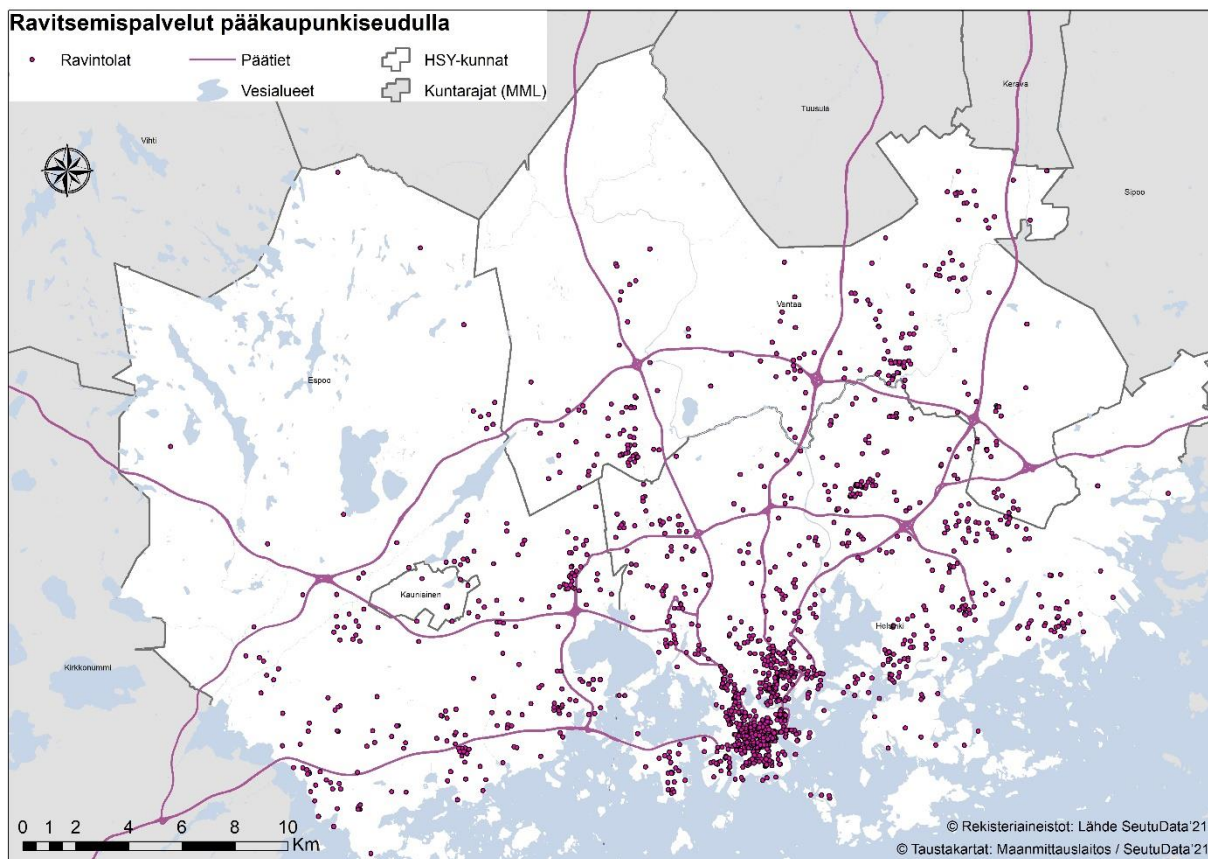 Ravitsemispalvelut pääkaupunkiseudulla
Ravintolat
Päätiet
HSY-kunnat
Vesialueet
Kuntarajat (MML)
Kerava
Tuusula
Vihti
Sipoo
Vantaa
Espoo
Kauniainen
Helsinki
Kirkkonummi
0 1 2 4 6 8 10
Km
© Rekisteriaineistot: Lähde SeutuData'21
© Taustakartat: Maanmittauslaitos / SeutuData'21